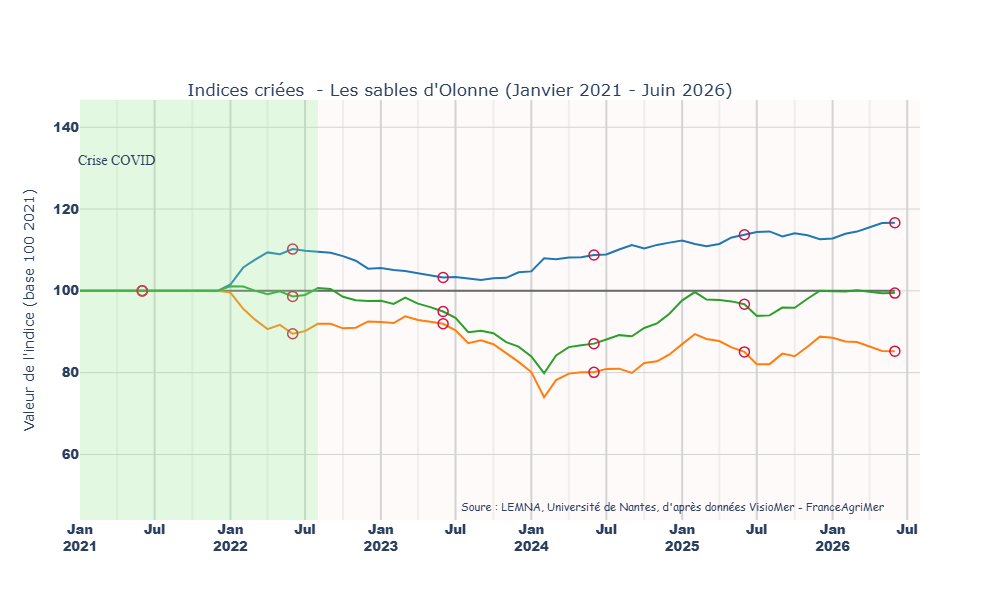 Indices criées  - Les sables d'Olonne (Janvier 2021 - Juin 2026)
Valeur de l'indice (base 100 2021)
140
Crise COVID
120
100
80
60
Soure : LEMNA, Université de Nantes, d'après données VisioMer - FranceAgriMer
Jan Jul Jan Jul Jan Jul Jan Jul Jan Jul Jan Jul
2021 2022 2023 2024 2025 2026